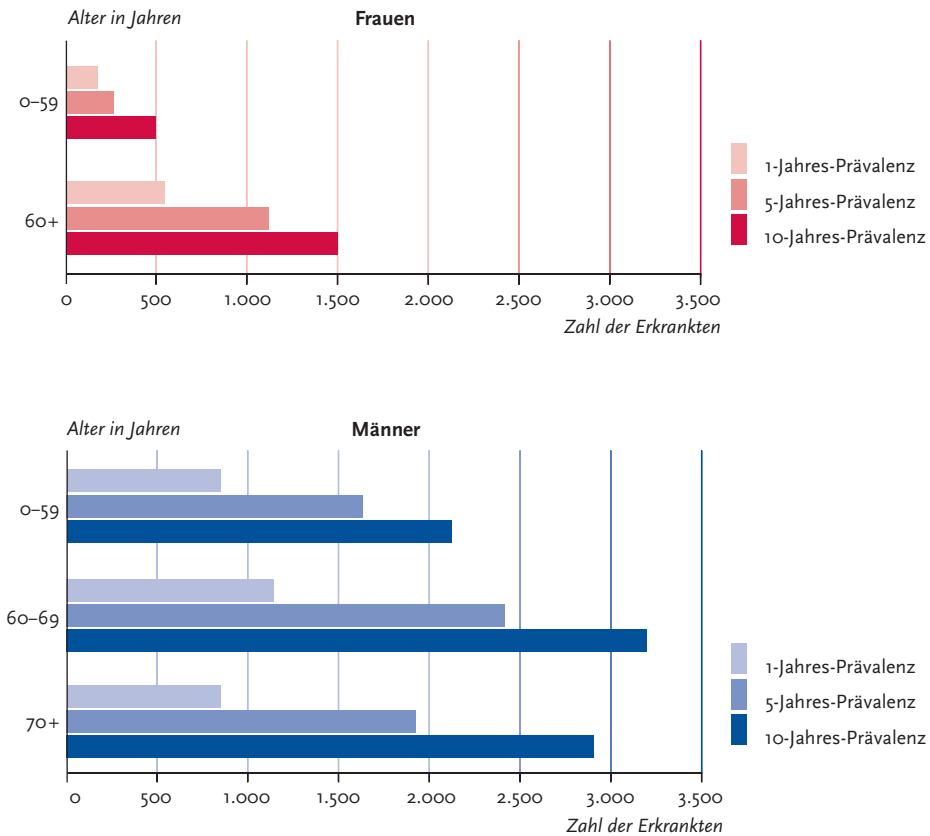 Alter in Jahren
Frauen
0–59
60+
0 500 1.000 1.500 2.000 2.500 3.000 3.500
Zahl der Erkrankten
1-Jahres-Prävalenz
5-Jahres-Prävalenz
10-Jahres-Prävalenz
Alter in Jahren
Männer
0–59
60–69
70+
0 500 1.000 1.500 2.000 2.500 3.000 3.500
Zahl der Erkrankten
1-Jahres-Prävalenz
5-Jahres-Prävalenz
10-Jahres-Prävalenz